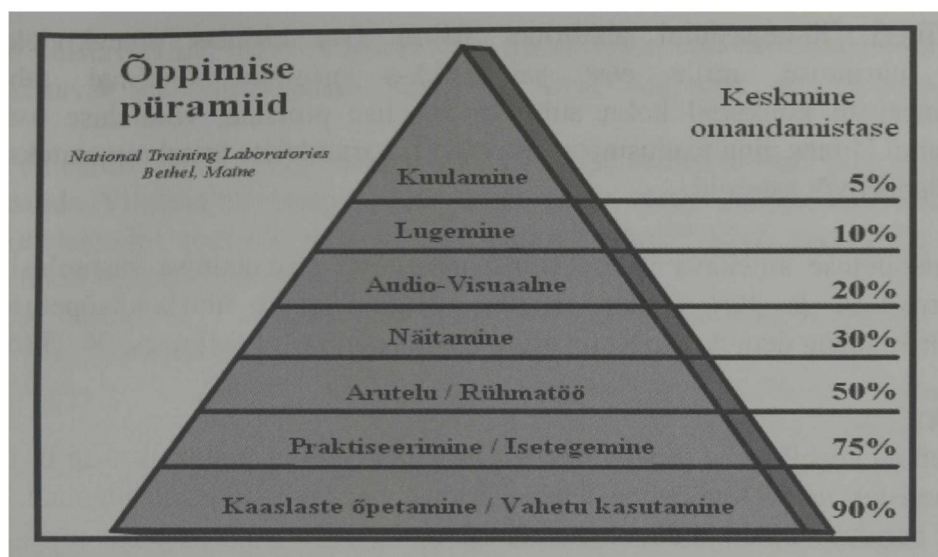 Õppimise
püramiid
National Training Laboratories
Bethel, Maine
Keskmine
omandamistase
Kuulamine 5%
Lugemine 10%
Audio-Visuaalne 20%
Näitamine 30%
Arutelu / Rühmatöö 50%
Praktiseerimine / Isetegemine 75%
Kaaslaste õpetamine / Vahetu kasutamine 90%